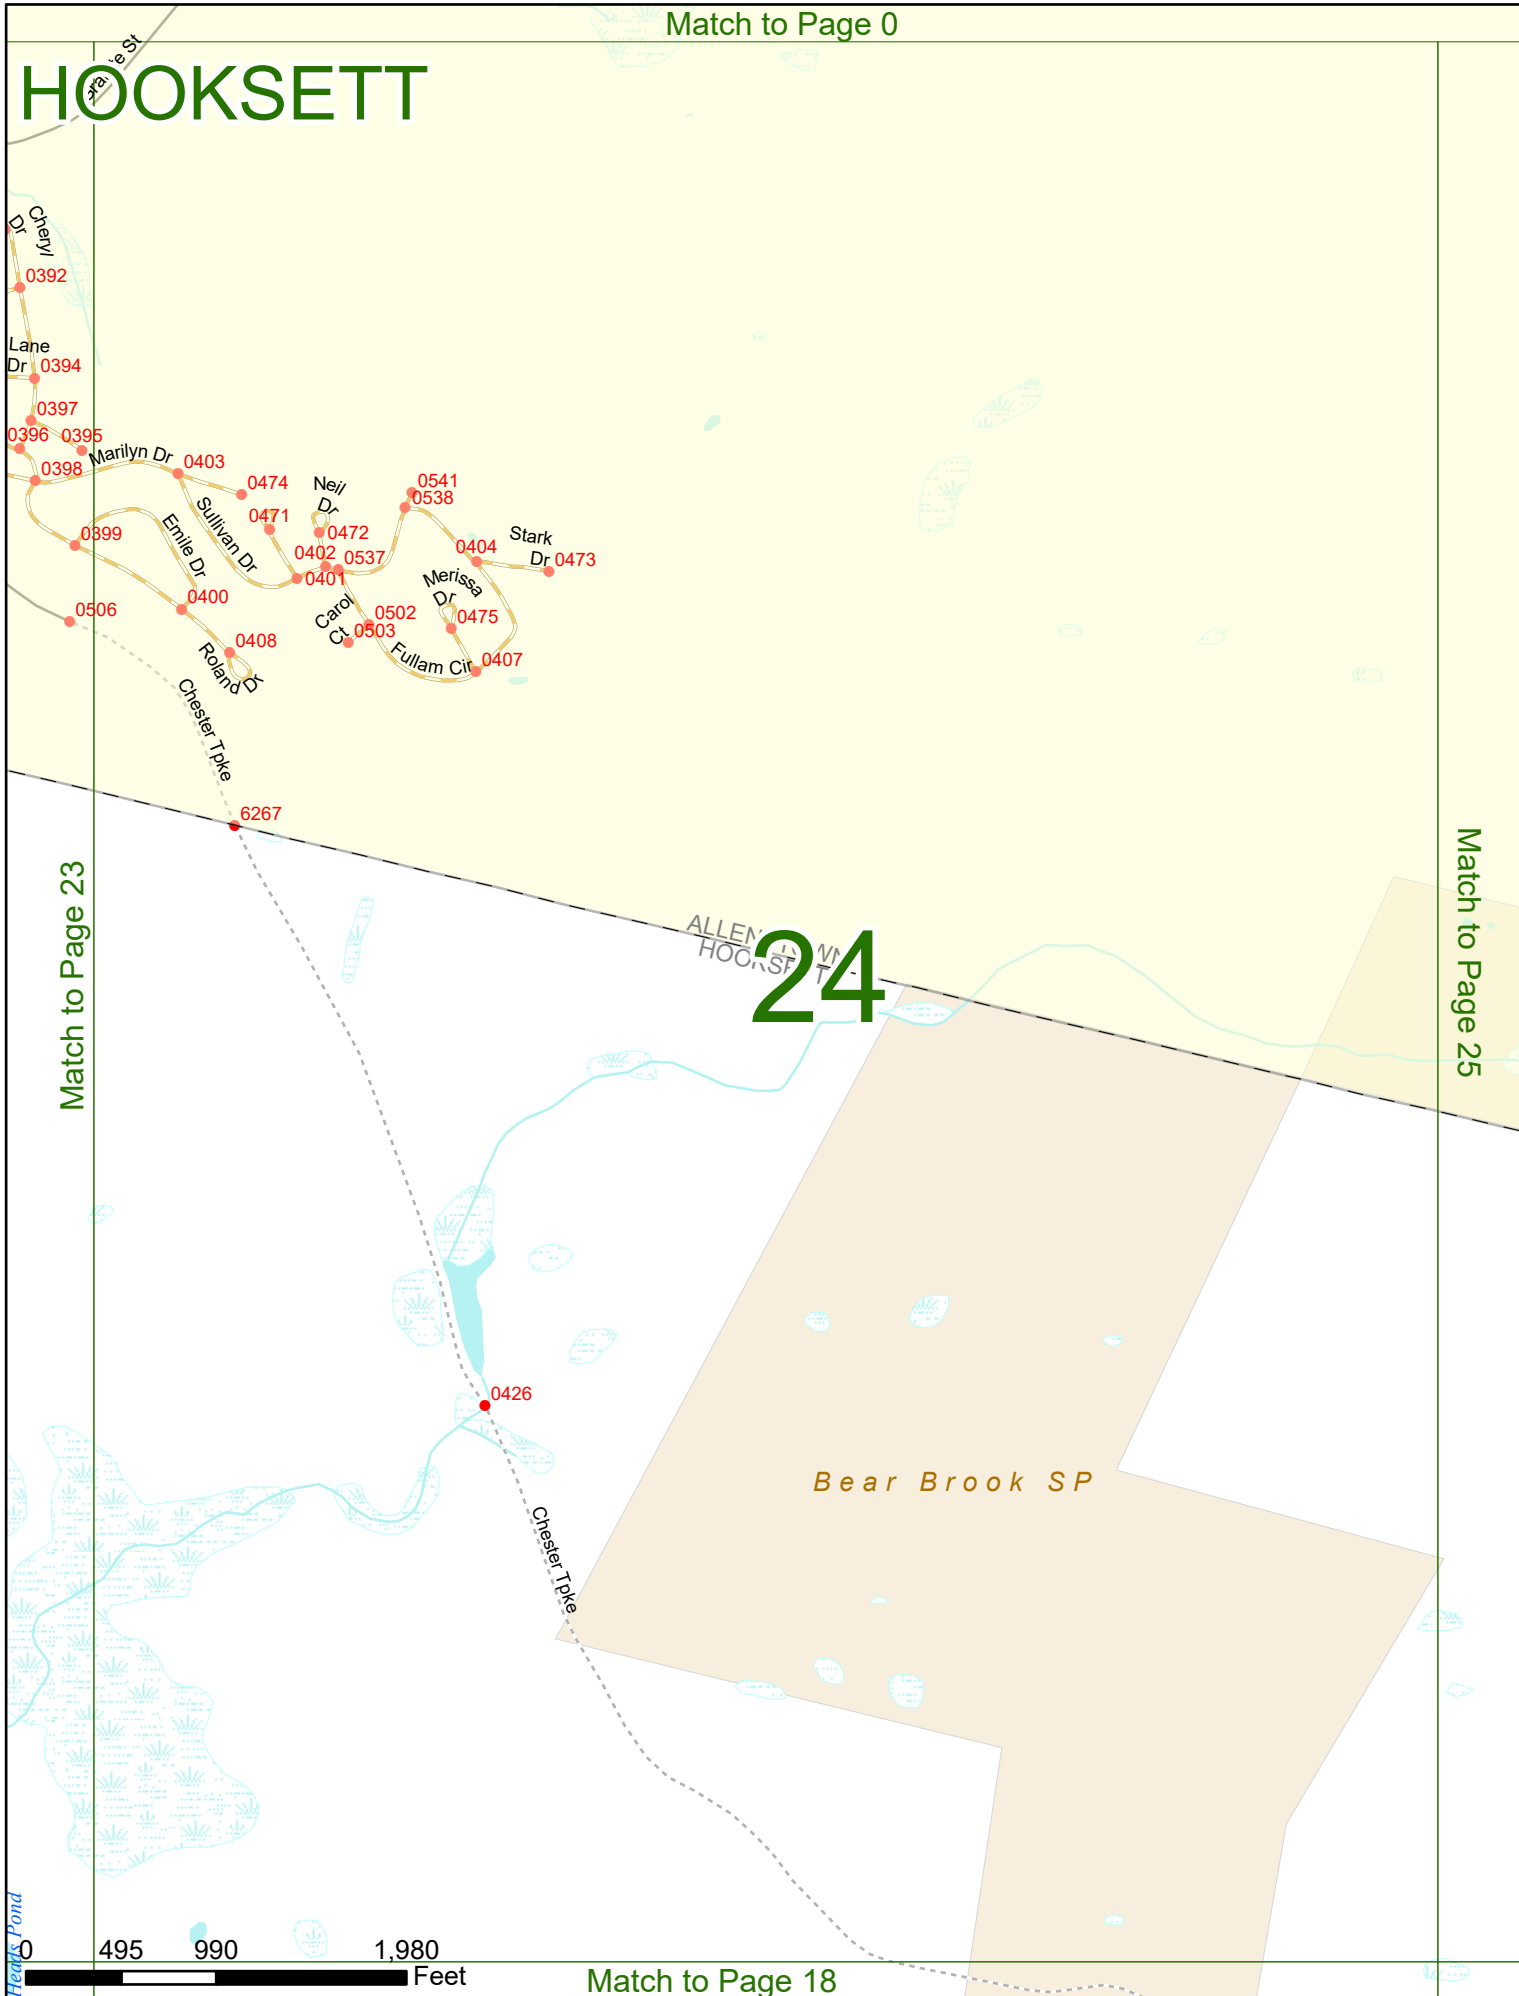 Match to Page 0
HOOKSETT
Cheryl
Dr
0392
Lane
Dr
0394
0397
0396
0395
Marilyn Dr
0403
0398
0474
Neil
Dr
0541
0538
Sullivan Dr
0471
0472
Emile Dr
0399
0402
0537
0404
Stark
Dr
0473
0401
Merissa
Dr
0400
Carol
Ct
0502
0475
0506
0503
0408
Fullam Cir
0407
Roland
Dr
Chester Tpke
6267
Match to Page 23
Match to Page 25
HOOKSETT
24
0426
Bear Brook SP
Chester Tpke
Heads Pond
0 495 990 1,980
Feet
Match to Page 18